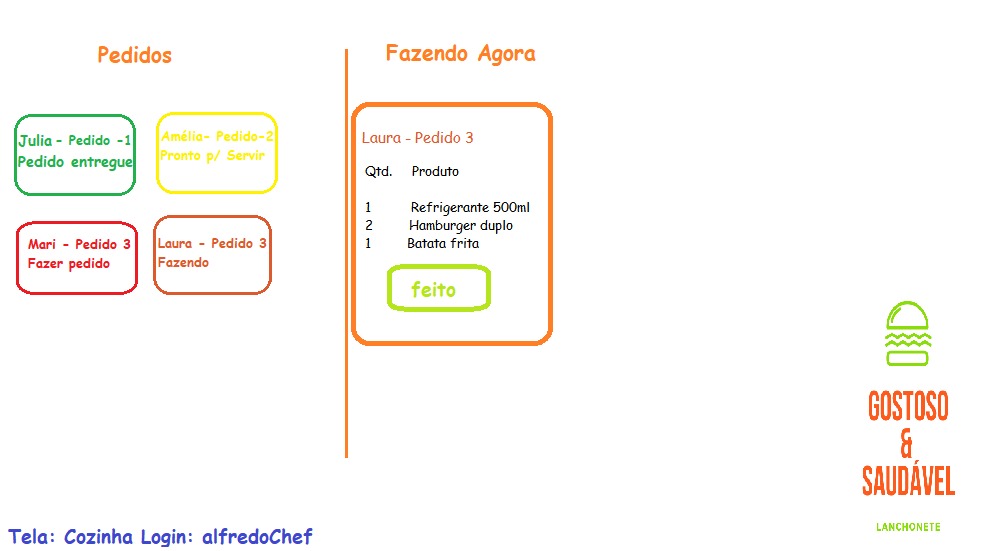 Pedidos
Julia - Pedido -1
Pedido entregue
Amélia- Pedido-2
Pronto p/ Servir
Mari - Pedido 3
Fazer pedido
Laura - Pedido 3
Fazendo
Fazendo Agora
Laura - Pedido 3
Qtd. Produto
1 Refrigerante 500ml
2 Hamburger duplo
1 Batata frita
feito
GOSTOSO
&
SAUDÁVEL
LANCHONETE
Tela: Cozinha Login: alfredoChef